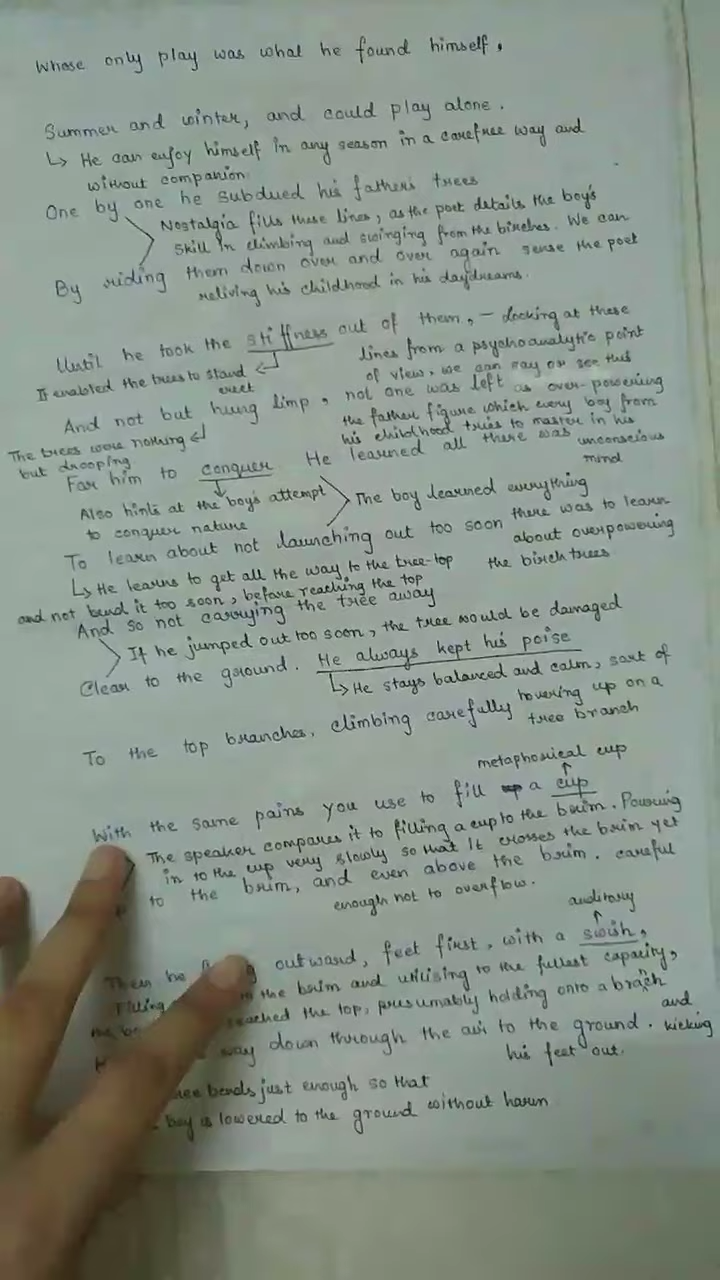 Whose only play was what he found himself,
Summer and winter, and could play alone.
↳ He can enjoy himself in any season in a carefree way and
without companion
One by one he subdued his father's trees
Nostalgia fills these lines, as the poet details the boy's
skill in climbing and swinging from the birches. We can
By riding them down over and over again sense the poet
reliving his childhood in his daydreams.
Until he took the stiffness out of them, - Looking at these
It enabled the trees to stand erect
lines from a psychoanalytic point
of view, we can say or see this
And not but hung limp, not one was left as over-powering
The trees were nothing
but drooping
the father figure which every boy from
his childhood tries to master in his
unconscious
mind
For him to conquer. He learned all there was
Also hints at the boy's attempt
to conquer nature
The boy learned everything
there was to learn
about overpowering
the birch trees
To learn about not launching out too soon
↳ He learns to get all the way to the tree-top
and not bend it too soon, before reaching the top
And so not carrying the tree away
If he jumped out too soon, the tree would be damaged
Clear to the ground. He always kept his poise
↳ He stays balanced and calm, sort of
hovering up on a
tree branch
To the top branches, climbing carefully
metaphorical cup
With the same pains you use to fill a cup
The speaker compares it to filling a cup to the brim. Pouring
in to the cup very slowly so that it crosses the brim yet
to the brim, and even above the brim. careful
enough not to overflow.
auditory
Then he outward, feet first, with a swish,
Filling the brim and utilising to the fullest capacity,
reached the top, presumably holding onto a branch
and
way down through the air to the ground. kicking
his feet out.
bends just enough so that
boy is lowered to the ground without harm